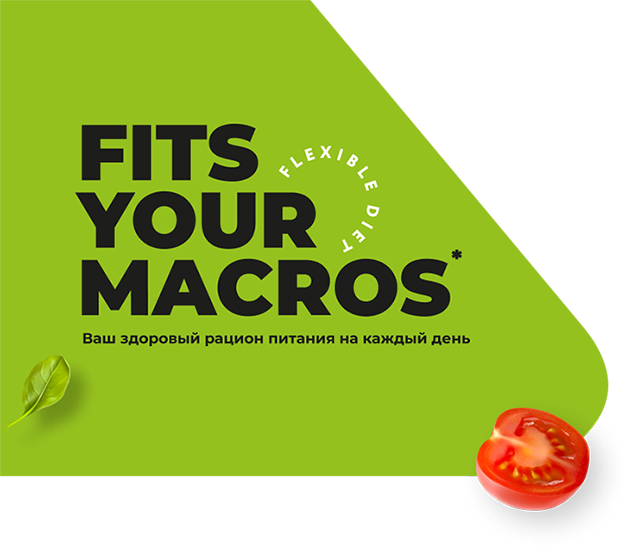 FITS
FLEXIBLE DIET
YOUR
MACROS*
Ваш здоровый рацион питания на каждый день